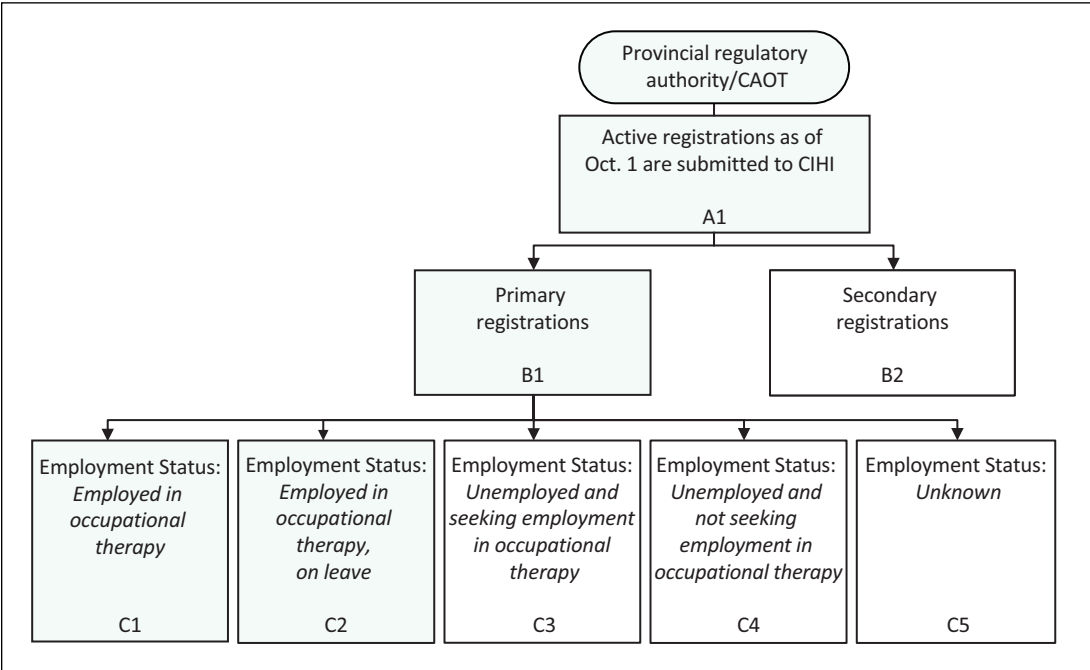 Provincial regulatory
authority/CAOT
Active registrations as of
Oct. 1 are submitted to CIHI
A1
Primary
registrations
B1
Secondary
registrations
B2
Employment Status:
Employed in
occupational
therapy
C1
Employment Status:
Employed in
occupational
therapy,
on leave
C2
Employment Status:
Unemployed and
seeking employment
in occupational
therapy
C3
Employment Status:
Unemployed and
not seeking
employment in
occupational therapy
C4
Employment Status:
Unknown
C5